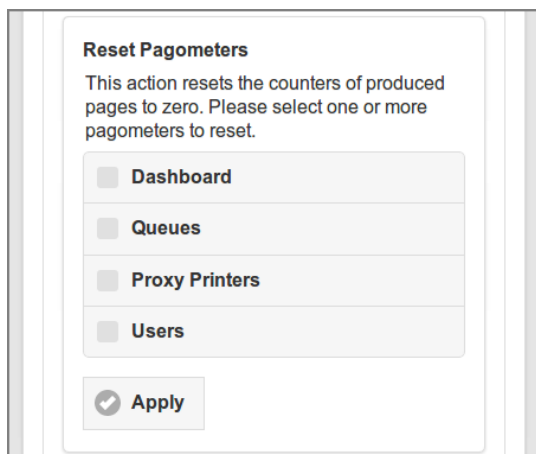 Reset Pagometers
This action resets the counters of produced
pages to zero. Please select one or more
pagometers to reset.
Dashboard
Queues
Proxy Printers
Users
Apply